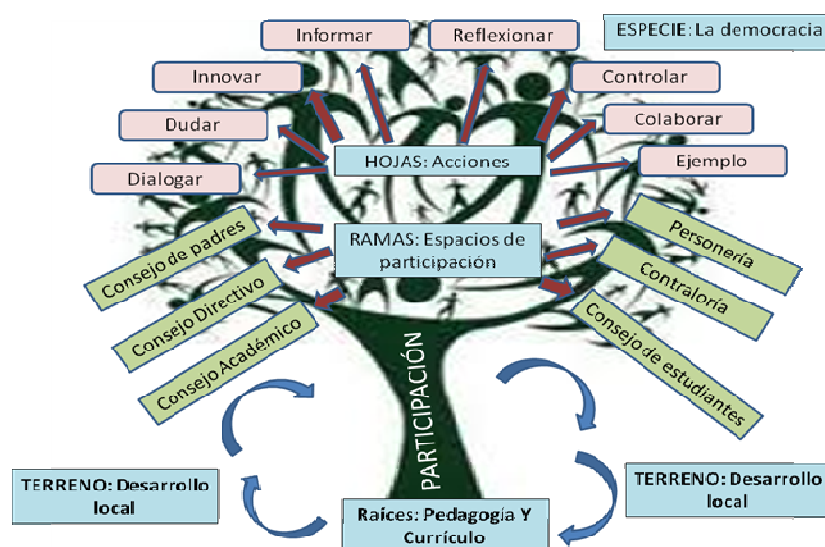 ESPECIE: La democracia
Informar
Reflexionar
Innovar
Controlar
Dudar
Colaborar
Dialogar
HOJAS: Acciones
Ejemplo
RAMAS: Espacios de
participación
Consejo de padres
Consejo Directivo
Consejo Académico
Personería
Contraloría
Consejo de estudiantes
PARTICIPACIÓN
TERRENO: Desarrollo
local
TERRENO: Desarrollo
local
Raíces: Pedagogía Y
Currículo